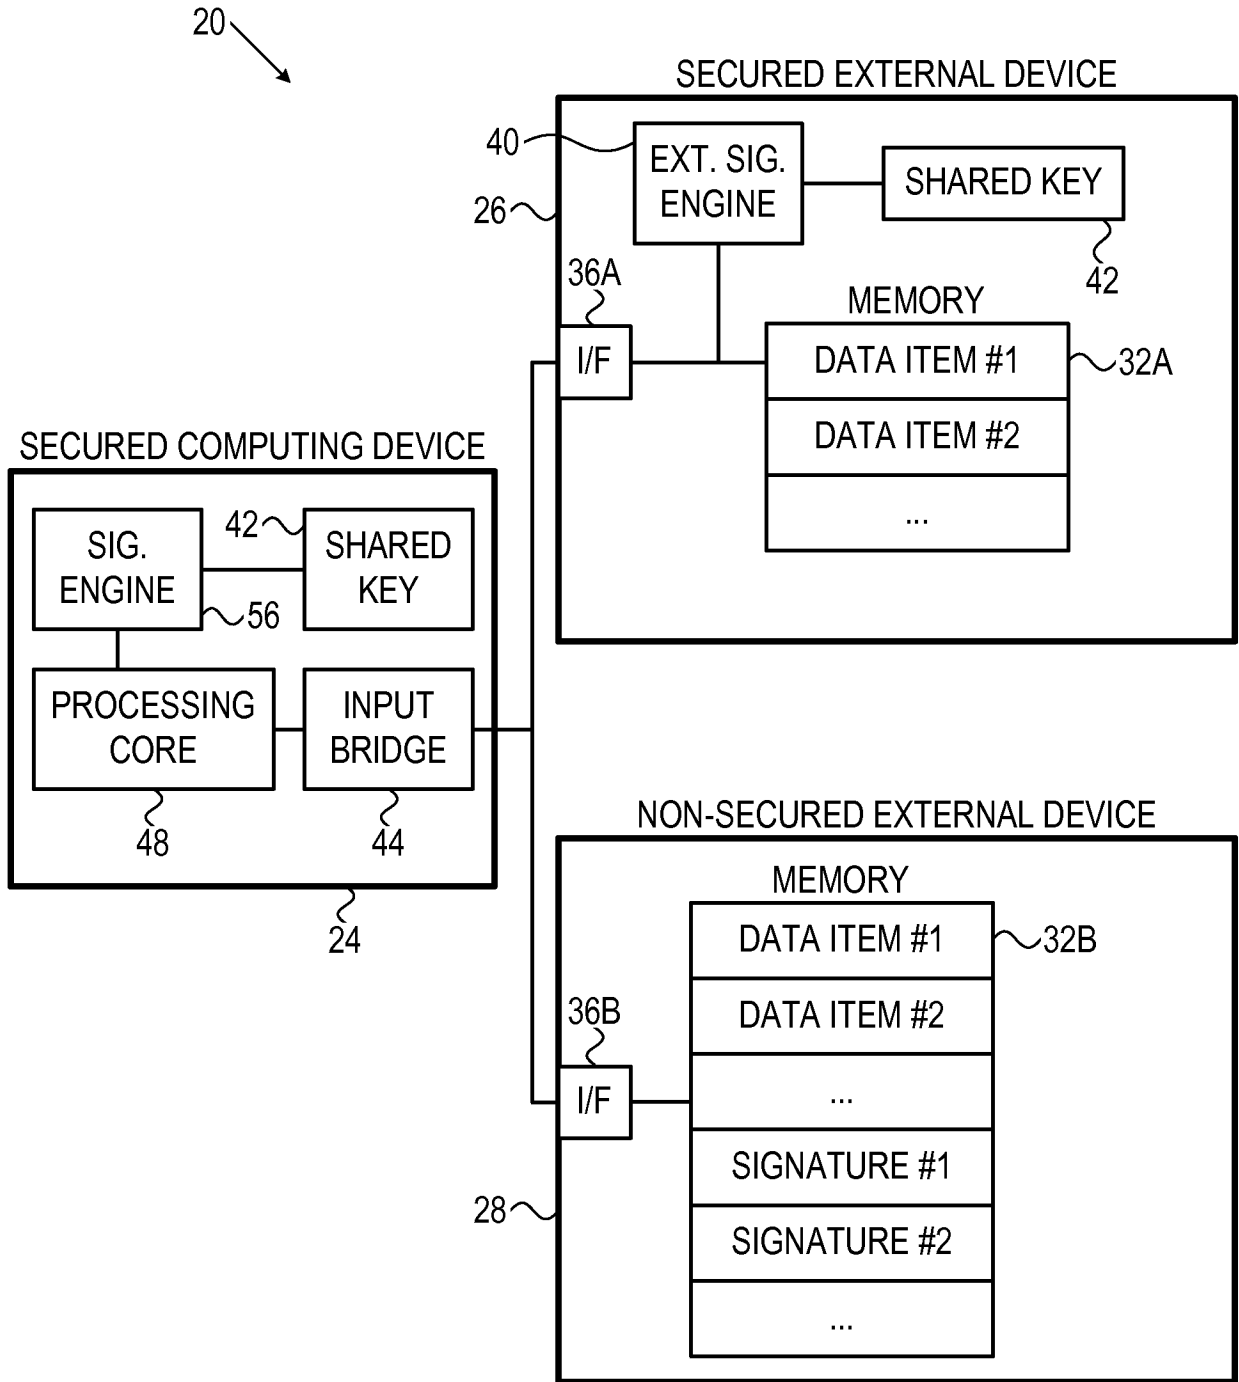 20
SECURED EXTERNAL DEVICE
40
EXT. SIG.
ENGINE
SHARED KEY
26
42
36A
MEMORY
I/F
DATA ITEM #1
32A
DATA ITEM #2
...
SECURED COMPUTING DEVICE
SIG.
ENGINE
42
SHARED
KEY
56
PROCESSING
CORE
INPUT
BRIDGE
48
44
24
NON-SECURED EXTERNAL DEVICE
MEMORY
DATA ITEM #1
32B
DATA ITEM #2
36B
I/F
...
SIGNATURE #1
28
SIGNATURE #2
...